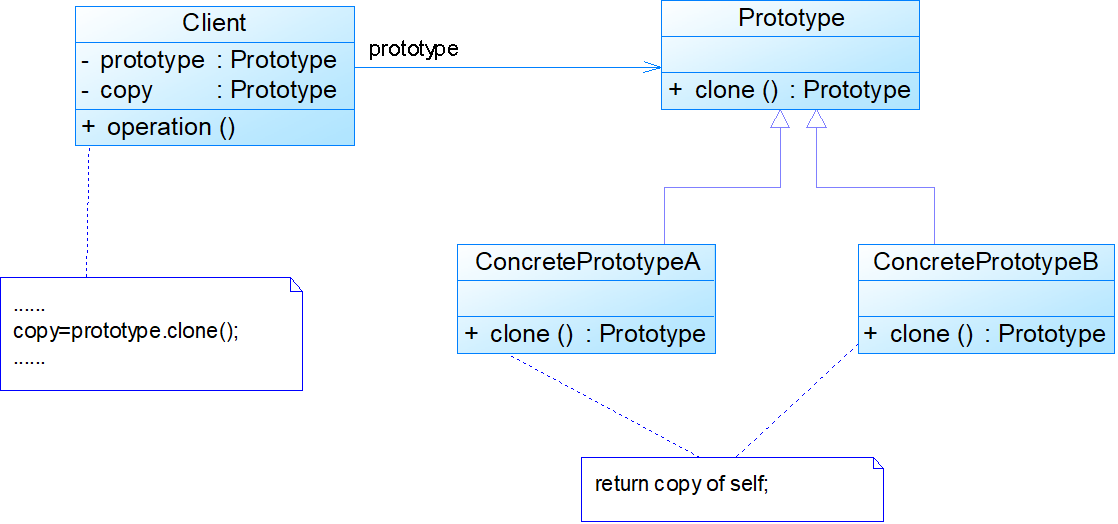 Client
- prototype : Prototype
- copy : Prototype
+ operation ()
prototype
Prototype
+ clone () : Prototype
ConcretePrototypeA
+ clone () : Prototype
ConcretePrototypeB
+ clone () : Prototype
......
copy=prototype.clone();
......
return copy of self;